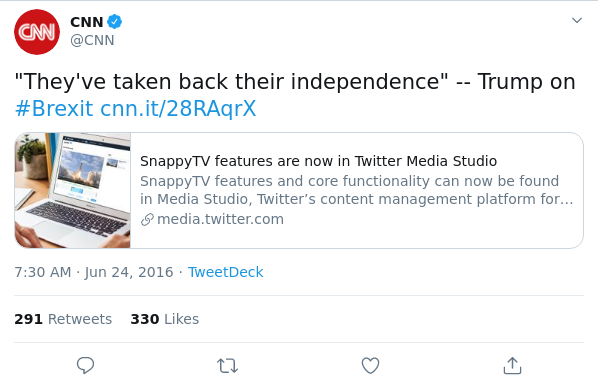 CNN
CNN
@CNN
"They've taken back their independence" -- Trump on
#Brexit cnn.it/28RAqrX
SnappyTV features are now in Twitter Media Studio
SnappyTV features and core functionality can now be found
in Media Studio, Twitter’s content management platform for…
media.twitter.com
7:30 AM · Jun 24, 2016 · TweetDeck
291 Retweets 330 Likes